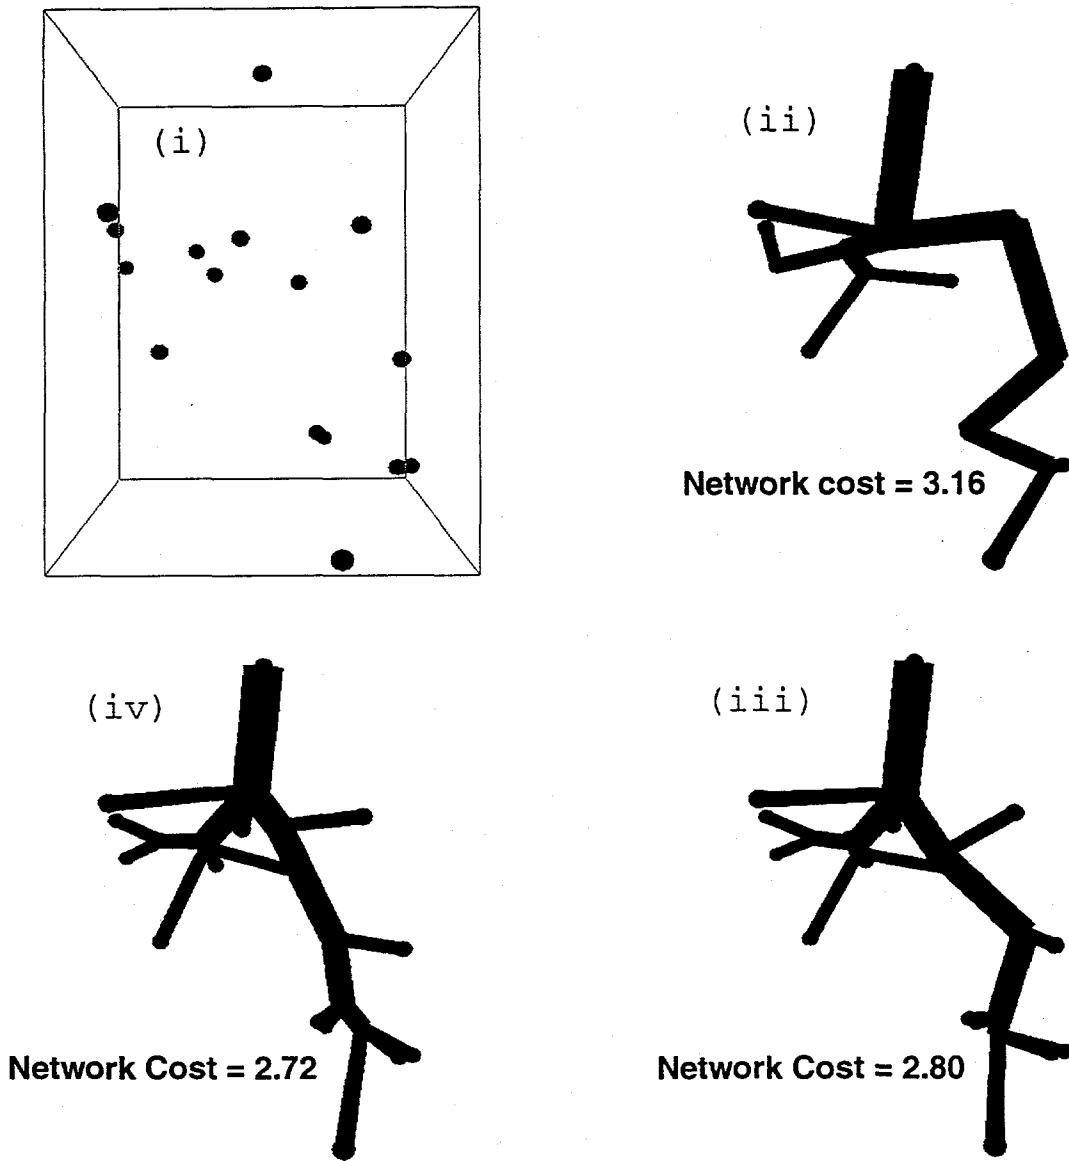 (i)
(ii)
Network cost = 3.16
(iv)
(iii)
Network Cost = 2.72
Network Cost = 2.80